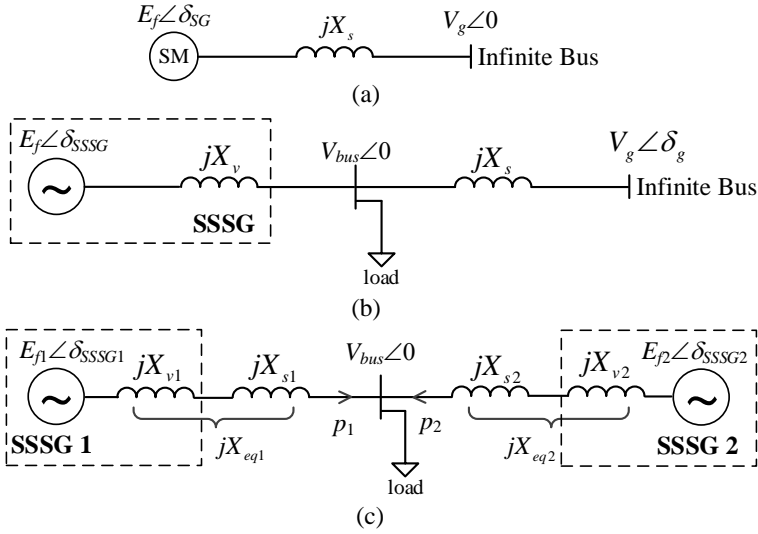 E_f∠δ_SG jX_s V_g∠0
SM Infinite Bus
(a)
E_f∠δ_SSSG jX_v V_bus∠0 jX_s V_g∠δ_g
~ Infinite Bus
SSSG
load
(b)
E_f1∠δ_SSSG1 jX_v1 jX_s1 V_bus∠0 jX_s2 jX_v2 E_f2∠δ_SSSG2
~ ~
SSSG 1 jX_eq1 p_1 p_2 jX_eq2 SSSG 2
load
(c)